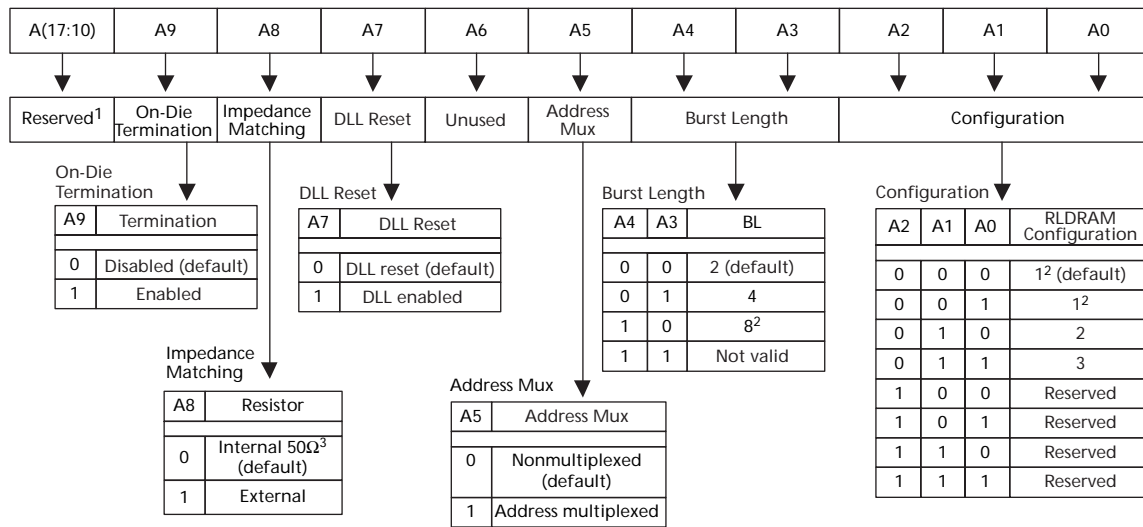 A(17:10) A9 A8 A7 A6 A5 A4 A3 A2 A1 A0
Reserved1 On-Die Termination Impedance Matching DLL Reset Unused Address Mux Burst Length Configuration
On-Die
Termination
A9 Termination
0 Disabled (default)
1 Enabled
DLL Reset
A7 DLL Reset
0 DLL reset (default)
1 DLL enabled
Burst Length
A4 A3 BL
0 0 2 (default)
0 1 4
1 0 8²
1 1 Not valid
Configuration
A2 A1 A0 RLDRAM Configuration
0 0 0 1² (default)
0 0 1 1²
0 1 0 2
0 1 1 3
1 0 0 Reserved
1 0 1 Reserved
1 1 0 Reserved
1 1 1 Reserved
Impedance
Matching
A8 Resistor
0 Internal 50Ω³ (default)
1 External
Address Mux
A5 Address Mux
0 Nonmultiplexed (default)
1 Address multiplexed